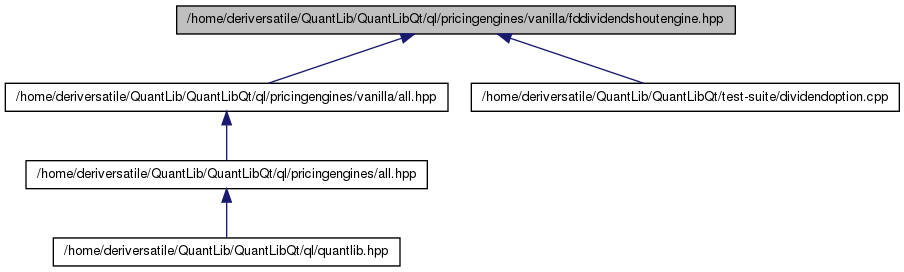 /home/deriversatile/QuantLib/QuantLibQt/ql/pricingengines/vanilla/fddividendshoutengine.hpp
/home/deriversatile/QuantLib/QuantLibQt/ql/pricingengines/vanilla/all.hpp
/home/deriversatile/QuantLib/QuantLibQt/test-suite/dividendoption.cpp
/home/deriversatile/QuantLib/QuantLibQt/ql/pricingengines/all.hpp
/home/deriversatile/QuantLib/QuantLibQt/ql/quantlib.hpp